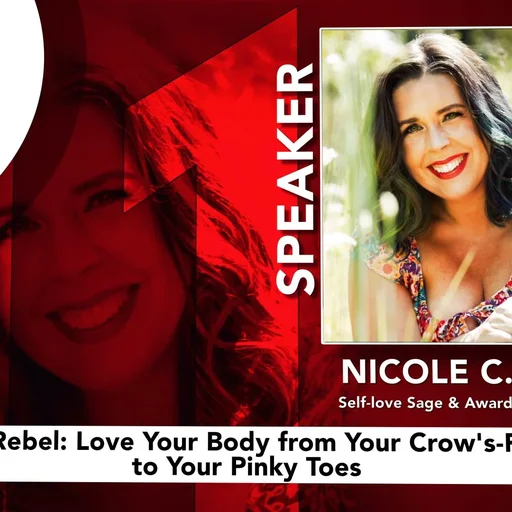 SPEAKER
NICOLE C.
Self-love Sage & Award
Rebel: Love Your Body from Your Crow's-F
to Your Pinky Toes